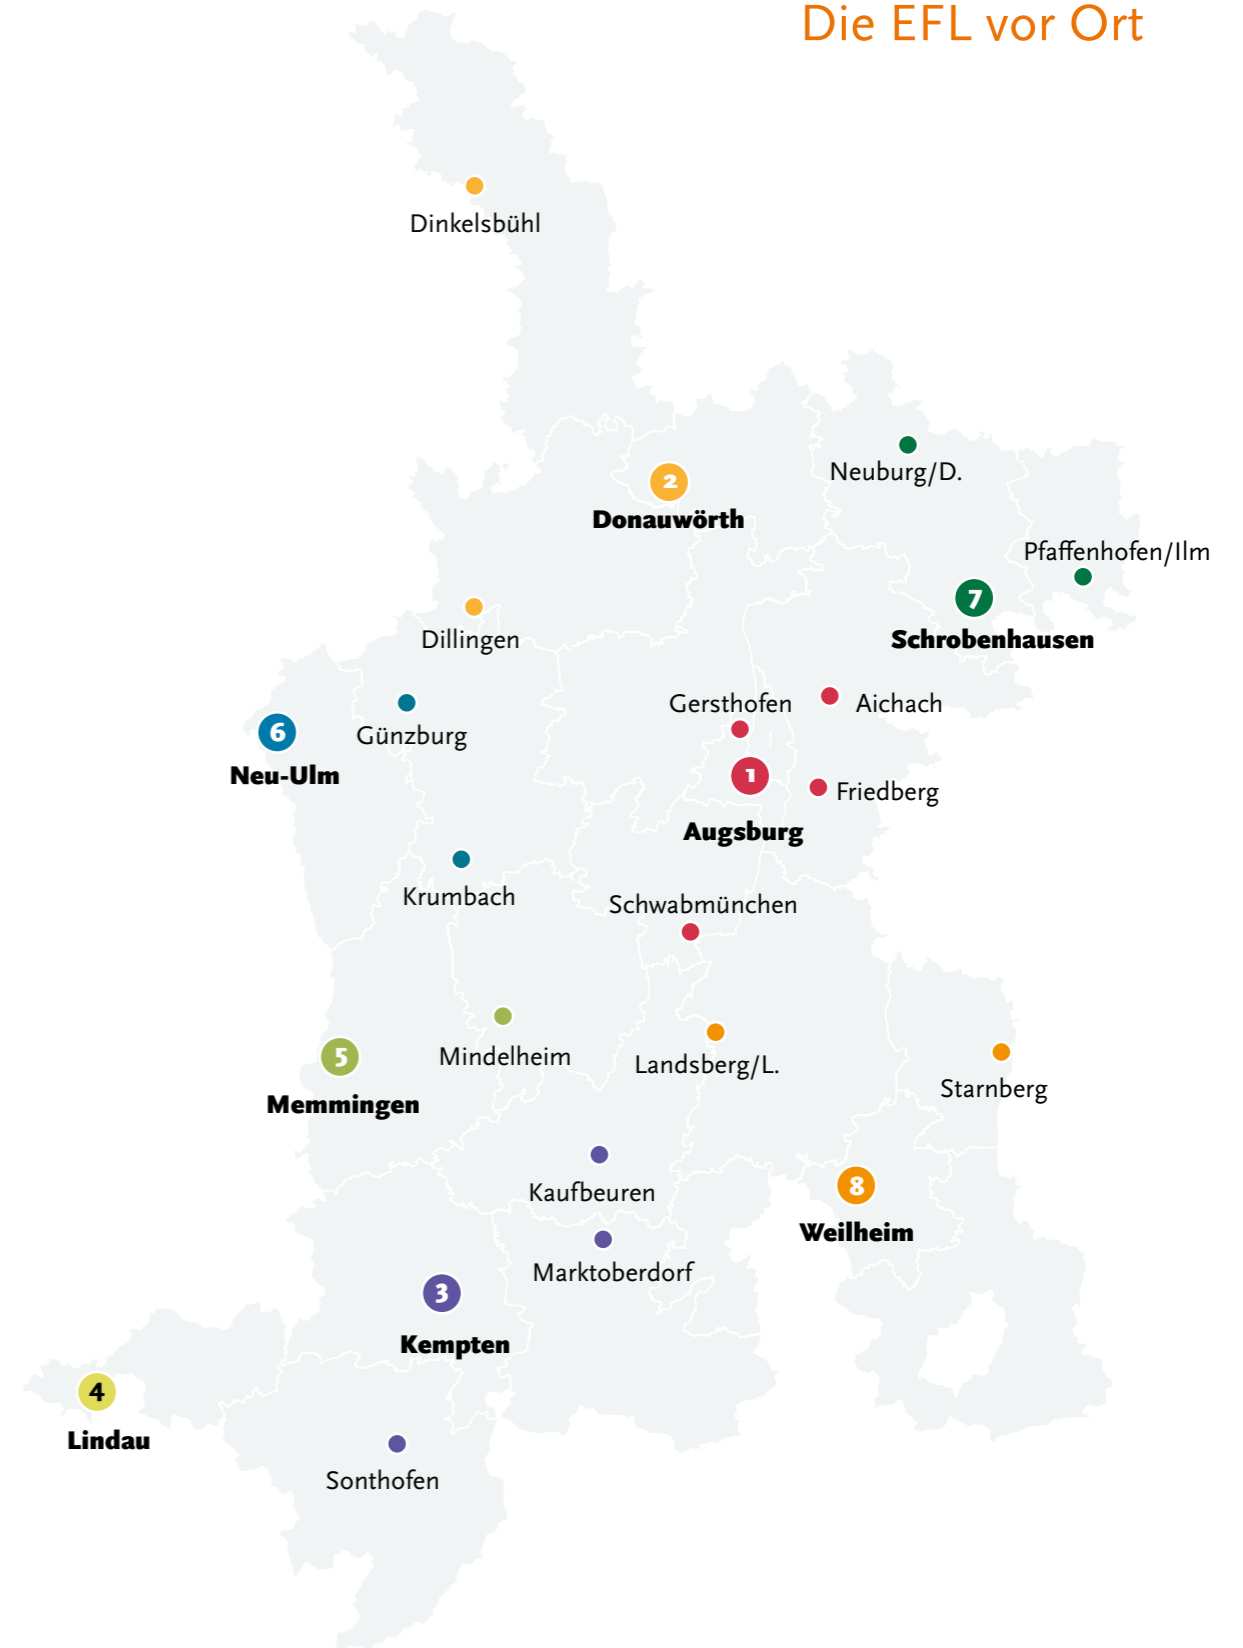 Die EFL vor Ort
Dinkelsbühl
Neuburg/D.
2
Donauwörth
Pfaffenhofen/Ilm
7
Schrobenhausen
Dillingen
Gersthofen
Aichach
6
Günzburg
Neu-Ulm
1
Friedberg
Augsburg
Krumbach
Schwabmünchen
5
Mindelheim
Landsberg/L.
Starnberg
Memmingen
Kaufbeuren
8
Weilheim
Marktoberdorf
3
Kempten
4
Lindau
Sonthofen